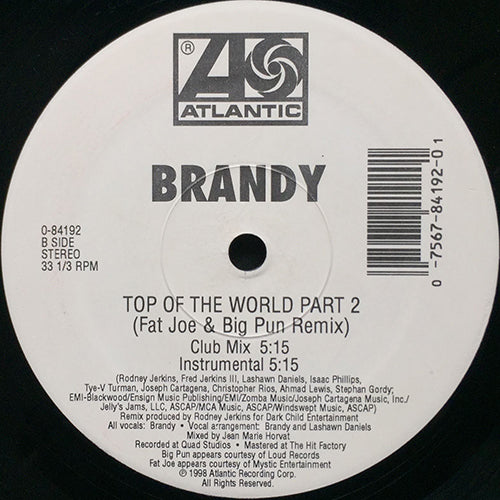 ®
ATLANTIC
BRANDY
0-84192
B SIDE
STEREO
33 1/3 RPM
0 -7567-84192-0 1
TOP OF THE WORLD PART 2
(Fat Joe & Big Pun Remix)
Club Mix 5:15
Instrumental 5:15
(Rodney Jerkins, Fred Jerkins III, Lashawn Daniels, Isaac Phillips,
Tye-V Turman, Joseph Cartagena, Christopher Rios, Ahmad Lewis, Stephan Gordy;
EMI-Blackwood/Ensign Music Publishing/EMI/Zomba Music/Joseph Cartagena Music, Inc./
Jelly's Jams, LLC, ASCAP/MCA Music, ASCAP/Windswept Music, ASCAP)
Remix produced by Rodney Jerkins for Dark Child Entertainment
All vocals: Brandy • Vocal arrangement: Brandy and Lashawn Daniels
Mixed by Jean Marie Horvat
Recorded at Quad Studios • Mastered at The Hit Factory
Big Pun appears courtesy of Loud Records
Fat Joe appears courtesy of Mystic Entertainment
℗ 1998 Atlantic Recording Corp.